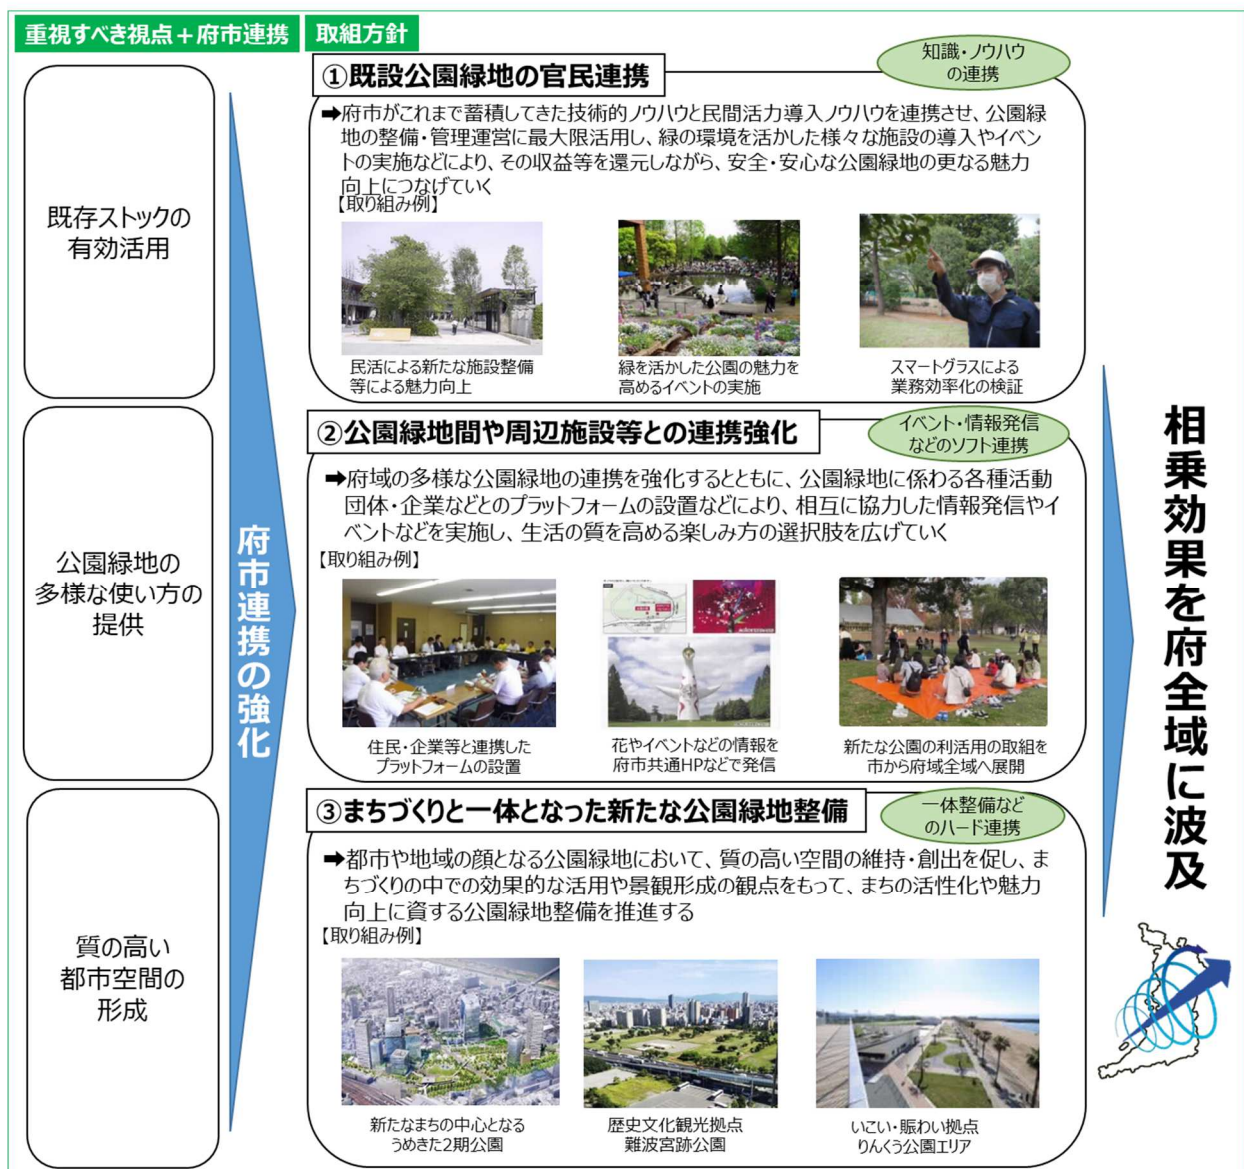 重視すべき視点＋府市連携
取組方針
既存ストックの
有効活用
公園緑地の
多様な使い方の
提供
質の高い
都市空間の
形成
府市連携の強化
①既設公園緑地の官民連携
知識・ノウハウ
の連携
➡府市がこれまで蓄積してきた技術的ノウハウと民間活力導入ノウハウを連携させ、公園緑
地の整備・管理運営に最大限活用し、緑の環境を活かした様々な施設の導入やイベン
トの実施などにより、その収益等を還元しながら、安全・安心な公園緑地の更なる魅力
向上につなげていく
【取り組み例】
民活による新たな施設整備
等による魅力向上
緑を活かした公園の魅力を
高めるイベントの実施
スマートグラスによる
業務効率化の検証
②公園緑地間や周辺施設等との連携強化
イベント・情報発信
などのソフト連携
➡府域の多様な公園緑地の連携を強化するとともに、公園緑地に係わる各種活動
団体・企業などとのプラットフォームの設置などにより、相互に協力した情報発信やイ
ベントなどを実施し、生活の質を高める楽しみ方の選択肢を広げていく
【取り組み例】
住民・企業等と連携した
プラットフォームの設置
花やイベントなどの情報を
府市共通HPなどで発信
新たな公園の利活用の取組を
市から府域全域へ展開
③まちづくりと一体となった新たな公園緑地整備
一体整備など
のハード連携
➡都市や地域の顔となる公園緑地において、質の高い空間の維持・創出を促し、ま
ちづくりの中での効果的な活用や景観形成の観点をもって、まちの活性化や魅力
向上に資する公園緑地整備を推進する
【取り組み例】
新たなまちの中心となる
うめきた2期公園
歴史文化観光拠点
難波宮跡公園
いこい・賑わい拠点
りんくう公園エリア
相乗効果を府全域に波及